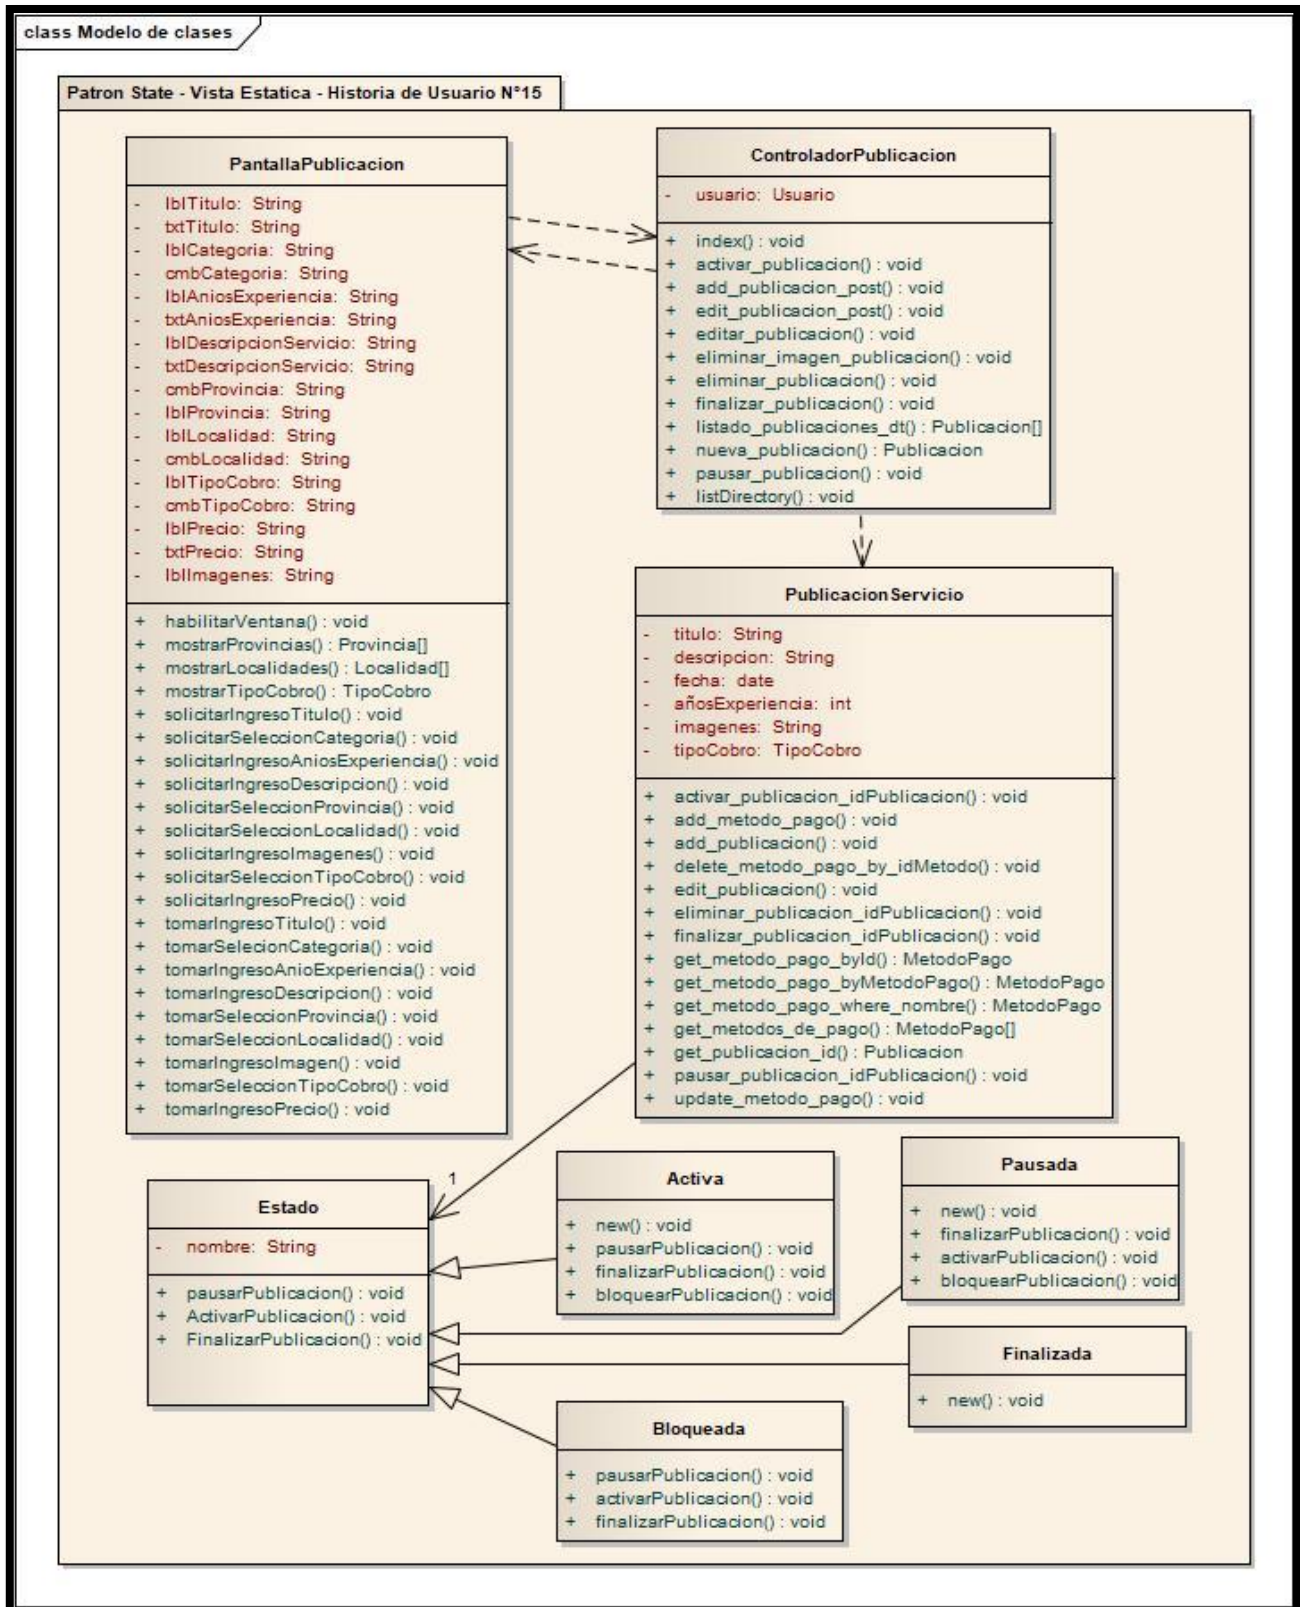 class Modelo de clases
Patron State - Vista Estatica - Historia de Usuario N°15
PantallaPublicacion
- lblTitulo: String
- txtTitulo: String
- lblCategoria: String
- cmbCategoria: String
- lblAniosExperiencia: String
- txtAniosExperiencia: String
- lblDescripcionServicio: String
- txtDescripcionServicio: String
- cmbProvincia: String
- lblProvincia: String
- lblLocalidad: String
- cmbLocalidad: String
- lblTipoCobro: String
- cmbTipoCobro: String
- lblPrecio: String
- txtPrecio: String
- lblImagenes: String
+ habilitarVentana() : void
+ mostrarProvincias() : Provincia[]
+ mostrarLocalidades() : Localidad[]
+ mostrarTipoCobro() : TipoCobro
+ solicitarIngresoTitulo() : void
+ solicitarSeleccionCategoria() : void
+ solicitarIngresoAniosExperiencia() : void
+ solicitarIngresoDescripcion() : void
+ solicitarSeleccionProvincia() : void
+ solicitarSeleccionLocalidad() : void
+ solicitarIngresoImagenes() : void
+ solicitarSeleccionTipoCobro() : void
+ solicitarIngresoPrecio() : void
+ tomarIngresoTitulo() : void
+ tomarSelecionCategoria() : void
+ tomarIngresoAnioExperiencia() : void
+ tomarIngresoDescripcion() : void
+ tomarSeleccionProvincia() : void
+ tomarSeleccionLocalidad() : void
+ tomarIngresoImagen() : void
+ tomarSeleccionTipoCobro() : void
+ tomarIngresoPrecio() : void
ControladorPublicacion
- usuario: Usuario
+ index() : void
+ activar_publicacion() : void
+ add_publicacion_post() : void
+ edit_publicacion_post() : void
+ editar_publicacion() : void
+ eliminar_imagen_publicacion() : void
+ eliminar_publicacion() : void
+ finalizar_publicacion() : void
+ listado_publicaciones_dt() : Publicacion[]
+ nueva_publicacion() : Publicacion
+ pausar_publicacion() : void
+ listDirectory() : void
PublicacionServicio
- titulo: String
- descripcion: String
- fecha: date
- añosExperiencia: int
- imagenes: String
- tipoCobro: TipoCobro
+ activar_publicacion_idPublicacion() : void
+ add_metodo_pago() : void
+ add_publicacion() : void
+ delete_metodo_pago_by_idMetodo() : void
+ edit_publicacion() : void
+ eliminar_publicacion_idPublicacion() : void
+ finalizar_publicacion_idPublicacion() : void
+ get_metodo_pago_byId() : MetodoPago
+ get_metodo_pago_byMetodoPago() : MetodoPago
+ get_metodo_pago_where_nombre() : MetodoPago
+ get_metodos_de_pago() : MetodoPago[]
+ get_publicacion_id() : Publicacion
+ pausar_publicacion_idPublicacion() : void
+ update_metodo_pago() : void
1
Estado
- nombre: String
+ pausarPublicacion() : void
+ ActivarPublicacion() : void
+ FinalizarPublicacion() : void
Activa
+ new() : void
+ pausarPublicacion() : void
+ finalizarPublicacion() : void
+ bloquearPublicacion() : void
Pausada
+ new() : void
+ finalizarPublicacion() : void
+ activarPublicacion() : void
+ bloquearPublicacion() : void
Finalizada
+ new() : void
Bloqueada
+ pausarPublicacion() : void
+ activarPublicacion() : void
+ finalizarPublicacion() : void